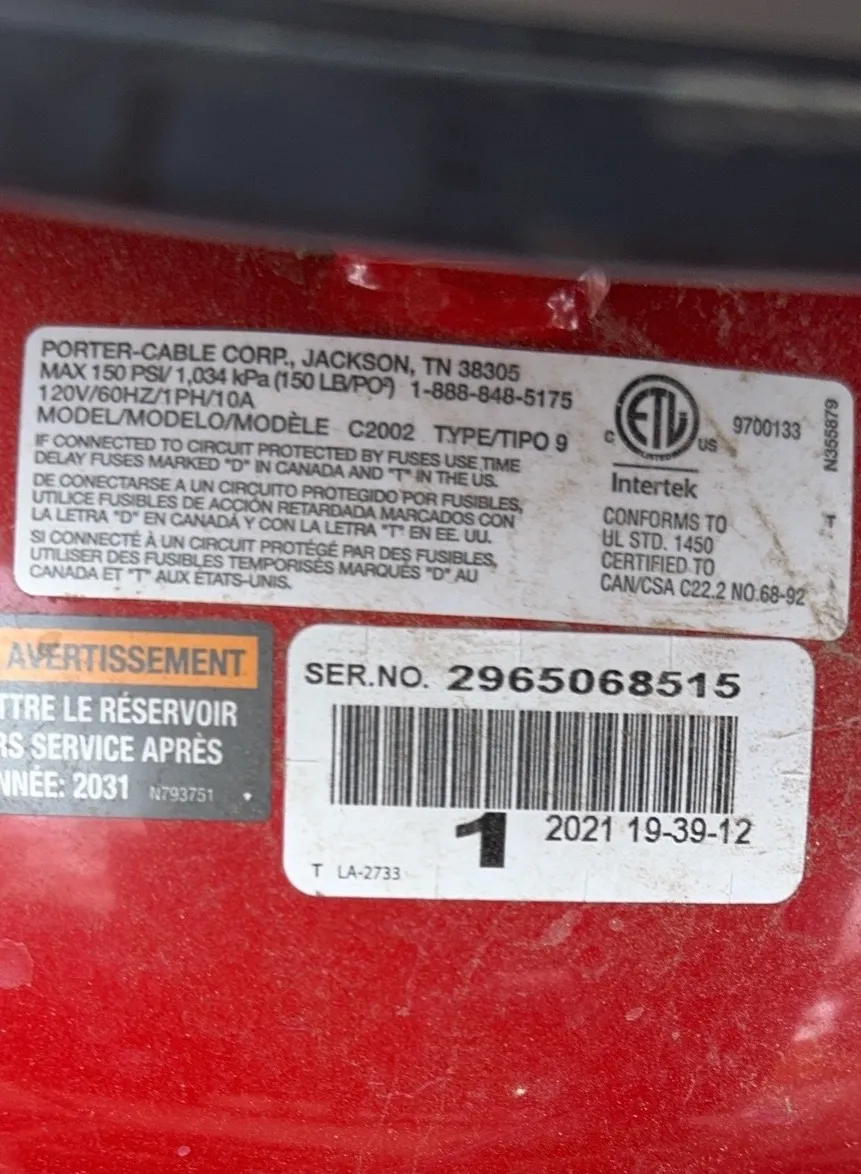 PORTER-CABLE CORP., JACKSON, TN 38305
MAX 150 PSI/ 1,034 kPa (150 LB/PO²) 1-888-848-5175
120V/60HZ/1PH/10A
MODEL/MODELO/MODÈLE C2002 TYPE/TIPO 9
IF CONNECTED TO CIRCUIT PROTECTED BY FUSES USE TIME
DELAY FUSES MARKED "D" IN CANADA AND "T" IN THE US.
DE CONECTARSE A UN CIRCUITO PROTEGIDO POR FUSIBLES,
UTILICE FUSIBLES DE ACCIÓN RETARDADA MARCADOS CON
LA LETRA "D" EN CANADÁ Y CON LA LETRA "T" EN EE. UU.
SI CONNECTÉ À UN CIRCUIT PROTÉGÉ PAR DES FUSIBLES,
UTILISER DES FUSIBLES TEMPORISÉS MARQUÉS "D" AU
CANADA ET "T" AUX ÉTATS-UNIS.
C ETL US
LISTED
Intertek
9700133
CONFORMS TO
UL STD. 1450
CERTIFIED TO
CAN/CSA C22.2 NO.68-92
N355879
T
AVERTISSEMENT
TTRE LE RÉSERVOIR
RS SERVICE APRÈS
NNÉE: 2031 N793751
SER.NO. 2965068515
1 2021 19-39-12
T LA-2733